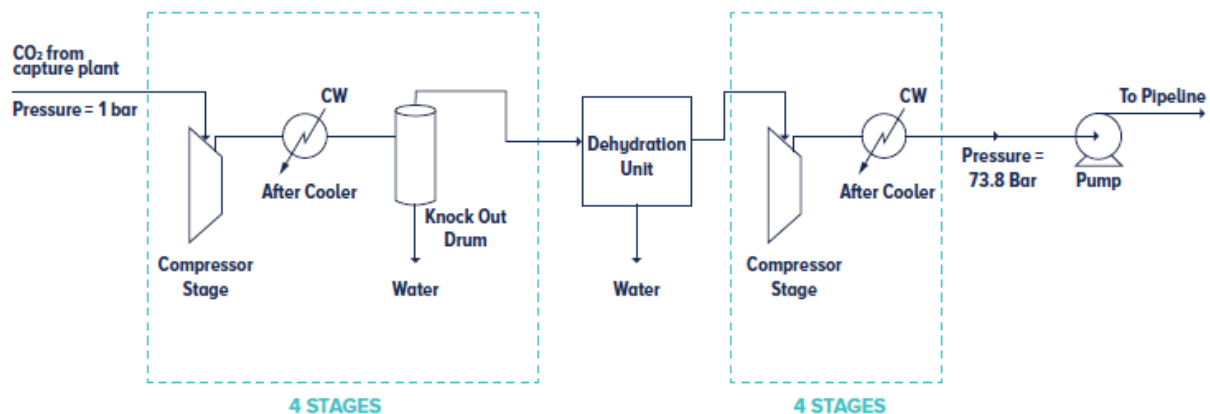 CO₂ from
capture plant
Pressure = 1 bar
CW
After Cooler
Compressor
Stage
Knock Out
Drum
Water
4 STAGES
Dehydration
Unit
Water
CW
After Cooler
Compressor
Stage
4 STAGES
Pressure =
73.8 Bar
Pump
To Pipeline